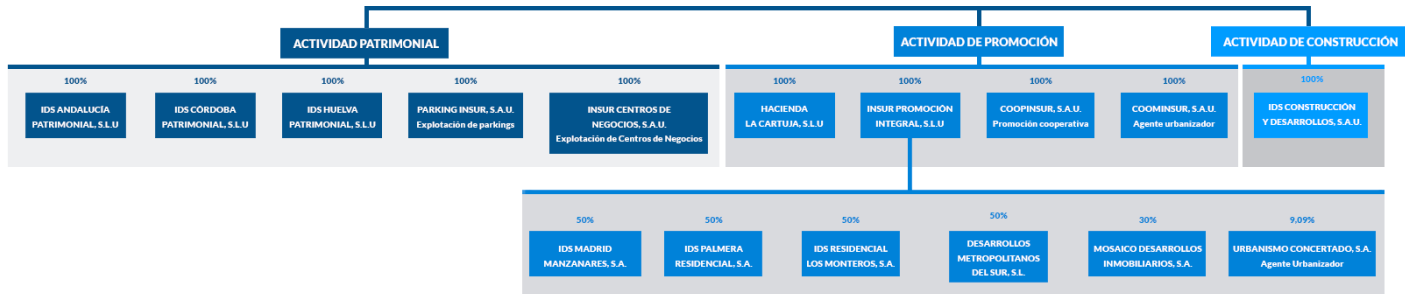 ACTIVIDAD PATRIMONIAL
ACTIVIDAD DE PROMOCIÓN
ACTIVIDAD DE CONSTRUCCIÓN
100%
IDS ANDALUCÍA
PATRIMONIAL, S.L.U
100%
IDS CÓRDOBA
PATRIMONIAL, S.L.U
100%
IDS HUELVA
PATRIMONIAL, S.L.U
100%
PARKING INSUR, S.A.U.
Explotación de parkings
100%
INSUR CENTROS DE
NEGOCIOS, S.A.U.
Explotación de Centros de Negocios
100%
HACIENDA
LA CARTUJA, S.L.U
100%
INSUR PROMOCIÓN
INTEGRAL, S.L.U
100%
COOPINSUR, S.A.U.
Promoción cooperativa
100%
COOMINSUR, S.A.U.
Agente urbanizador
100%
IDS CONSTRUCCIÓN
Y DESARROLLOS, S.A.U.
50%
IDS MADRID
MANZANARES, S.A.
50%
IDS PALMERA
RESIDENCIAL, S.A.
50%
IDS RESIDENCIAL
LOS MONTEROS, S.A.
50%
DESARROLLOS
METROPOLITANOS
DEL SUR, S.L.
30%
MOSAICO DESARROLLOS
INMOBILIARIOS, S.A.
9,09%
URBANISMO CONCERTADO, S.A.
Agente Urbanizador